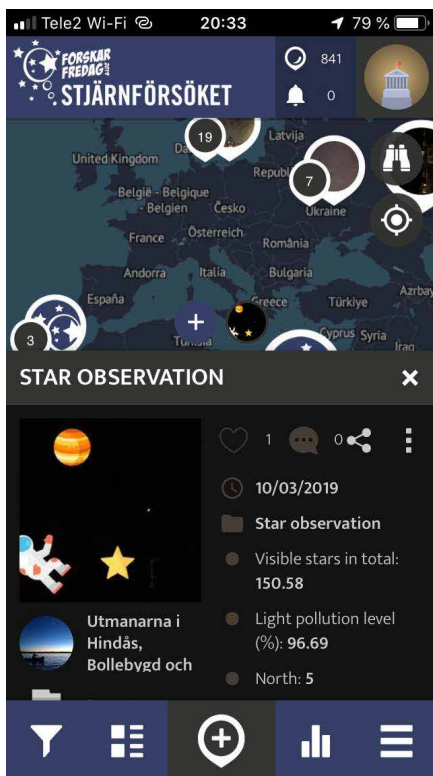 Tele2 Wi-Fi 20:33 79 %
FORSKAR
FREDAG 2019
STJÄRNFÖRSÖKET
841
0
19
Latvija
United Kingdom
Republ
7
België - Belgique
- Belgien
Česko
Ukraine
France
Österreich
România
Andorra
Italia
Bulgaria
España
Greece
Türkiye
Azrbay
3
Cyprus
Syria
Iraq
STAR OBSERVATION
1
0
10/03/2019
Star observation
Visible stars in total:
150.58
Light pollution level
(%): 96.69
North: 5
Utmanarna i
Hindås,
Bollebygd och